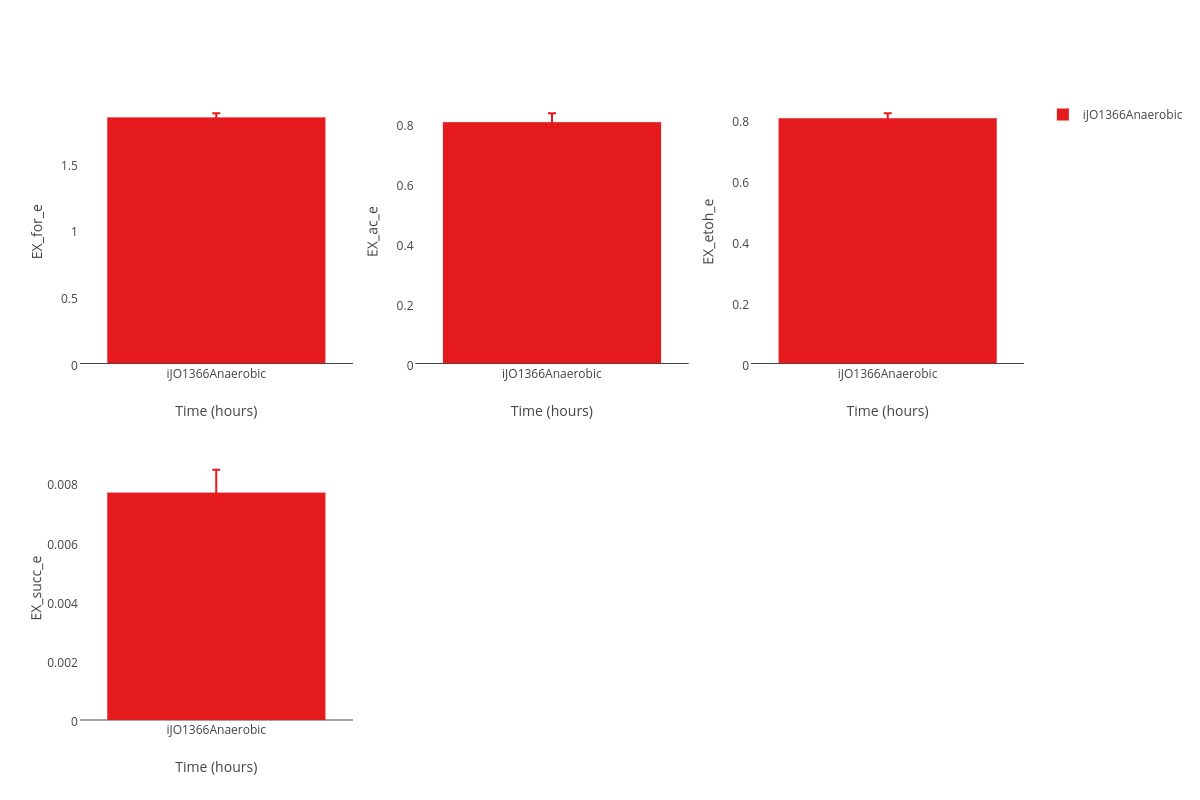 iJO1366Anaerobic
EX_for_e
1.5
1
0.5
0
iJO1366Anaerobic
Time (hours)
EX_ac_e
0.8
0.6
0.4
0.2
0
iJO1366Anaerobic
Time (hours)
EX_etoh_e
0.8
0.6
0.4
0.2
0
iJO1366Anaerobic
Time (hours)
EX_succ_e
0.008
0.006
0.004
0.002
0
iJO1366Anaerobic
Time (hours)